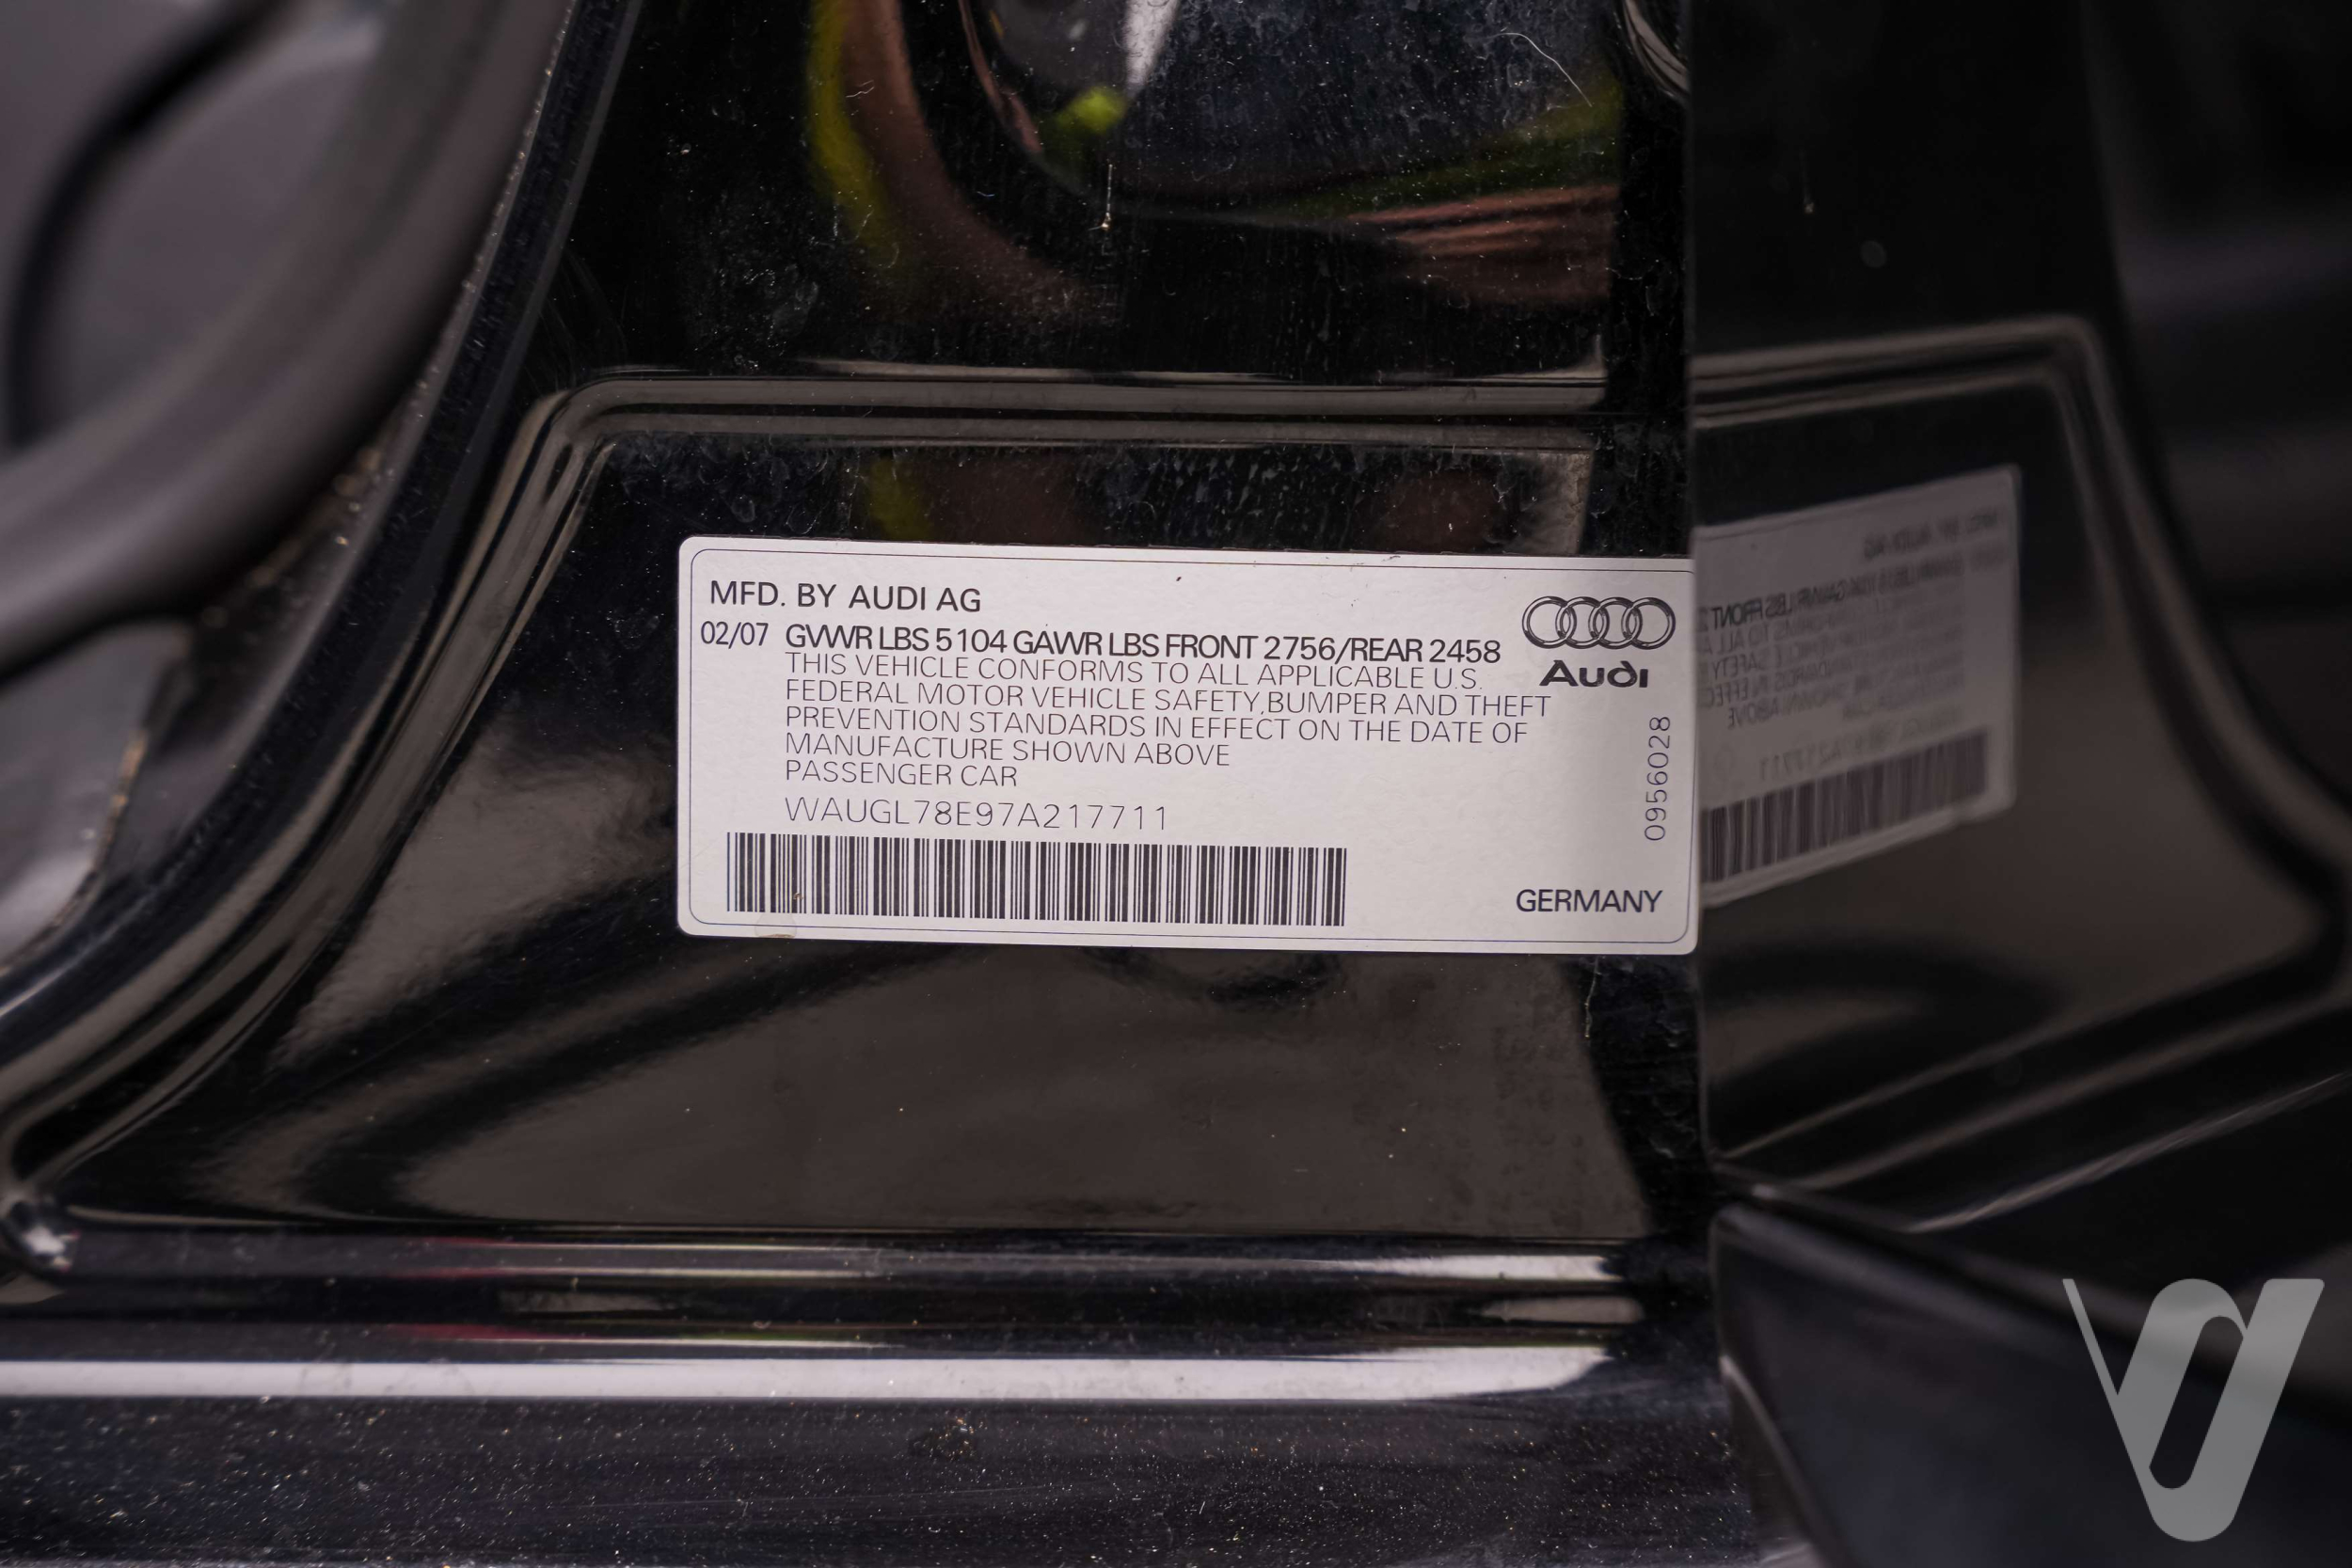 MFD. BY AUDI AG
02/07 GVWR LBS 5104 GAWR LBS FRONT 2756/REAR 2458
THIS VEHICLE CONFORMS TO ALL APPLICABLE U.S.
FEDERAL MOTOR VEHICLE SAFETY,BUMPER AND THEFT
PREVENTION STANDARDS IN EFFECT ON THE DATE OF
MANUFACTURE SHOWN ABOVE
PASSENGER CAR
WAUGL78E97A217711
Audi
0956028
GERMANY